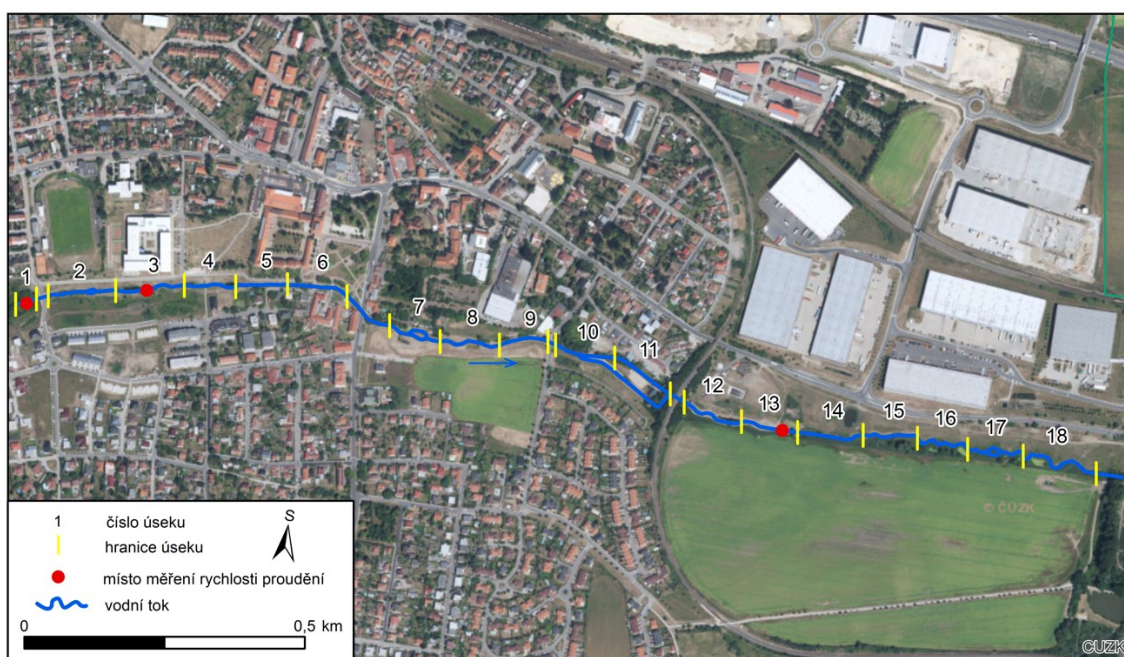 1
2
3
4
5
6
7
8
9
10
11
12
13
14
15
16
17
18
© ČÚZK
1 číslo úseku
hranice úseku
S
místo měření rychlosti proudění
vodní tok
0 0,5 km
ČÚZK